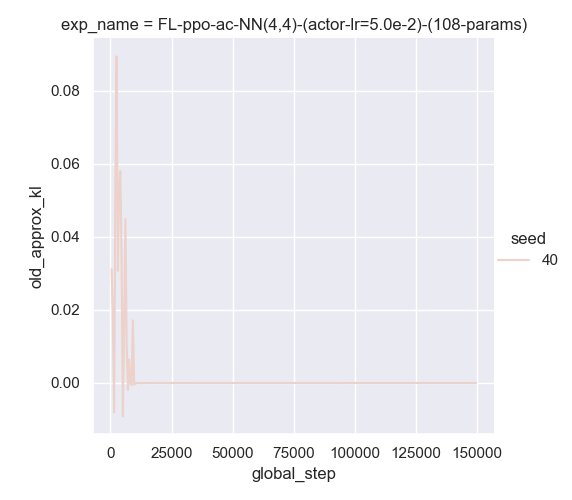 exp_name = FL-ppo-ac-NN(4,4)-(actor-lr=5.0e-2)-(108-params)
0.08
0.06
0.04
0.02
0.00
old_approx_kl
0 25000 50000 75000 100000 125000 150000
global_step
seed
40